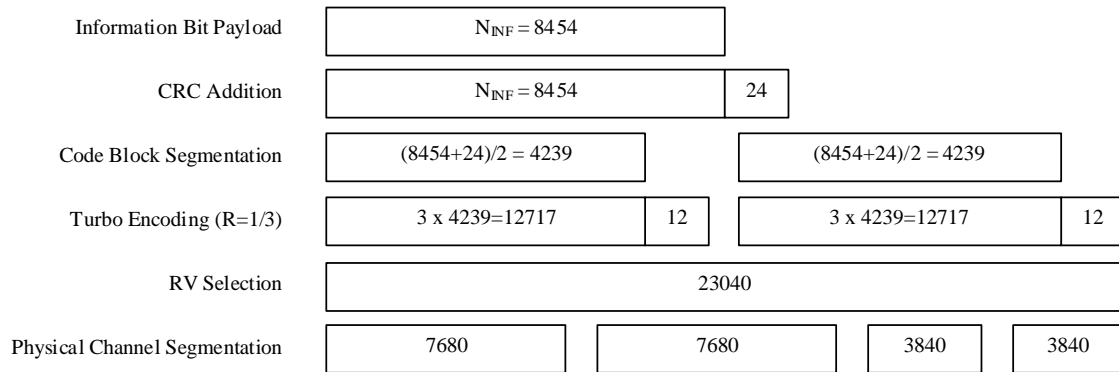 Information Bit Payload
N_INF = 8454
CRC Addition
N_INF = 8454
24
Code Block Segmentation
(8454+24)/2 = 4239
(8454+24)/2 = 4239
Turbo Encoding (R=1/3)
3 x 4239=12717
12
3 x 4239=12717
12
RV Selection
23040
Physical Channel Segmentation
7680
7680
3840
3840